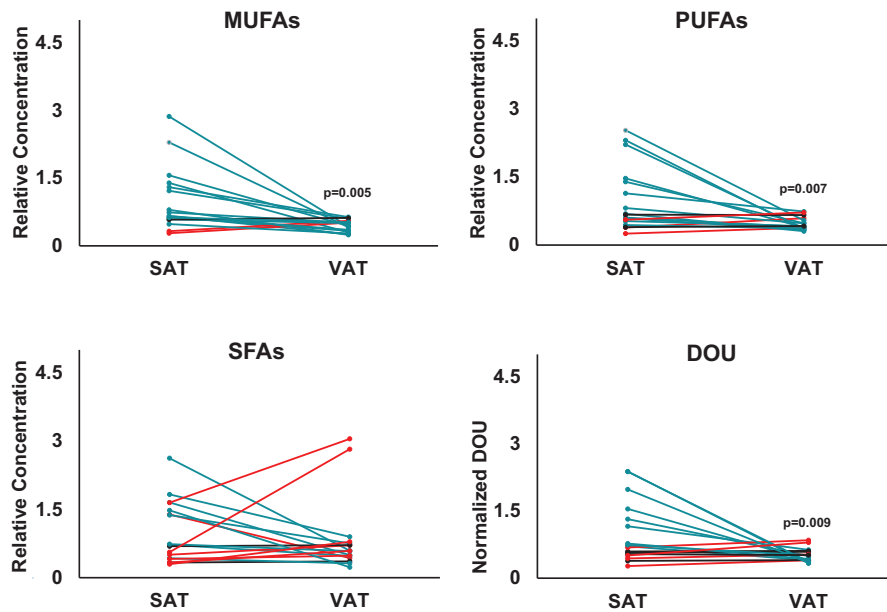 MUFAs
4.5
3
1.5
0
Relative Concentration
p=0.005
SAT
VAT
PUFAs
4.5
3
1.5
0
Relative Concentration
p=0.007
SAT
VAT
SFAs
4.5
3
1.5
0
Relative Concentration
SAT
VAT
DOU
4.5
3
1.5
0
Normalized DOU
p=0.009
SAT
VAT